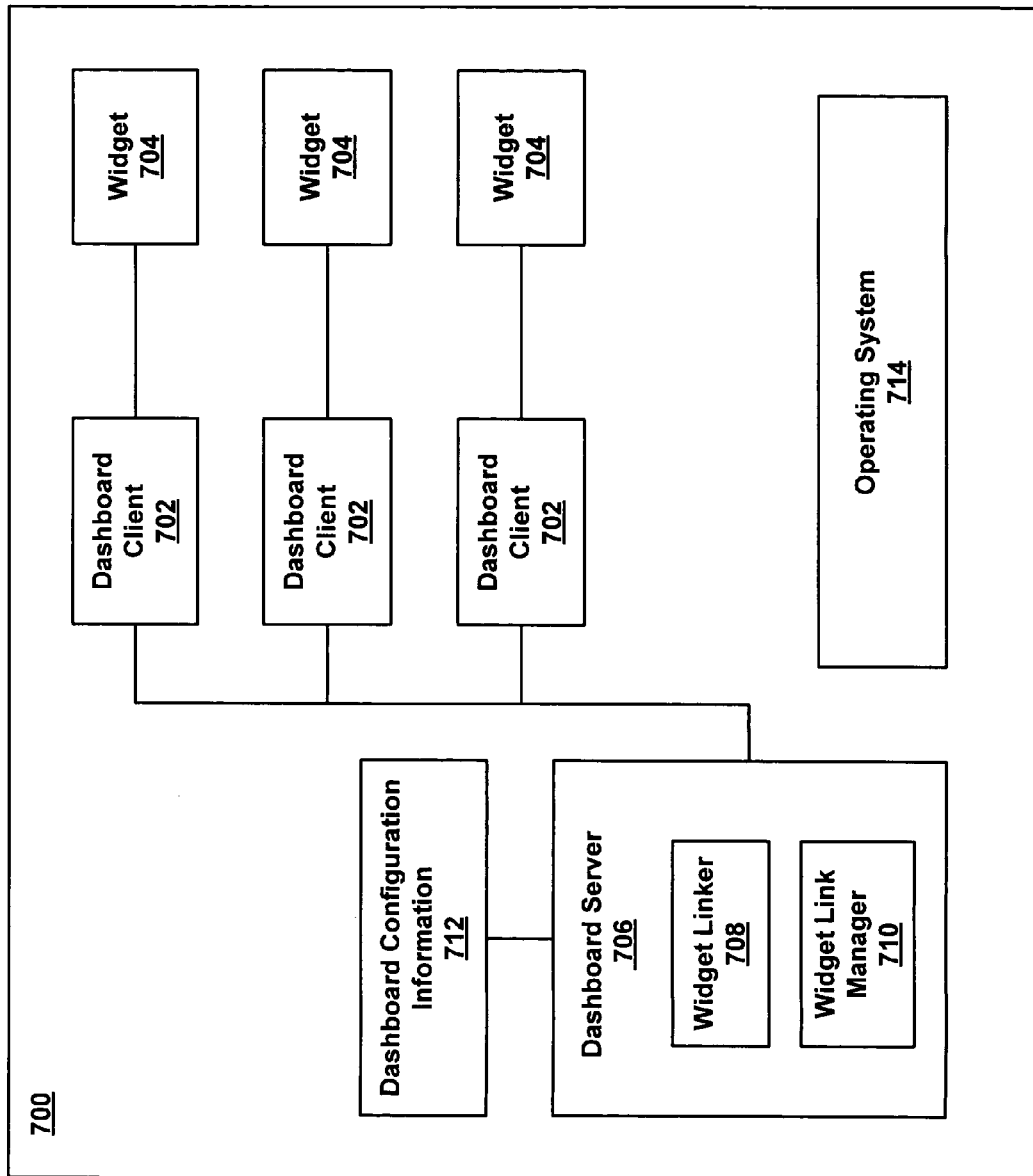 700
Dashboard Configuration
Information
712
Dashboard Server
706
Widget Linker
708
Widget Link
Manager
710
Dashboard
Client
702
Dashboard
Client
702
Dashboard
Client
702
Widget
704
Widget
704
Widget
704
Operating System
714